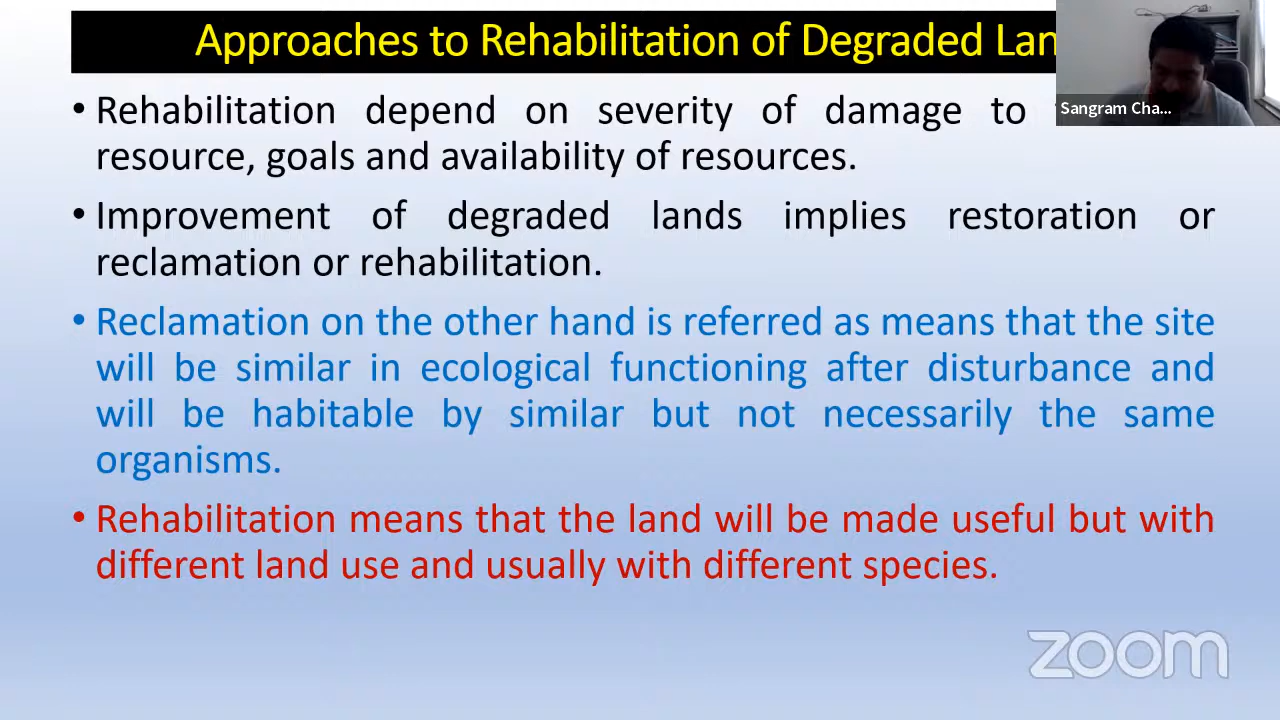 Approaches to Rehabilitation of Degraded Lan
Sangram Cha...
• Rehabilitation depend on severity of damage to
resource, goals and availability of resources.
• Improvement of degraded lands implies restoration or
reclamation or rehabilitation.
• Reclamation on the other hand is referred as means that the site
will be similar in ecological functioning after disturbance and
will be habitable by similar but not necessarily the same
organisms.
• Rehabilitation means that the land will be made useful but with
different land use and usually with different species.
zoom